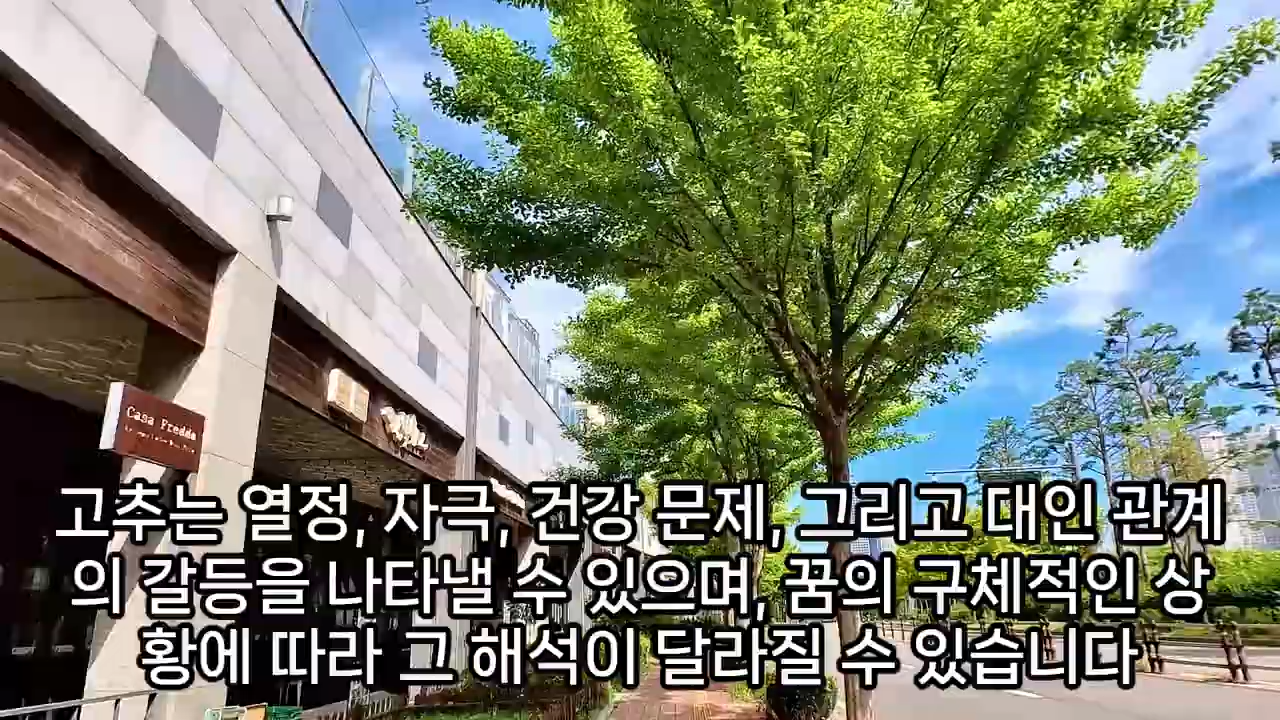 Casa Fredda
고추는 열정, 자극, 건강 문제, 그리고 대인 관계
의 갈등을 나타낼 수 있으며, 꿈의 구체적인 상
황에 따라 그 해석이 달라질 수 있습니다